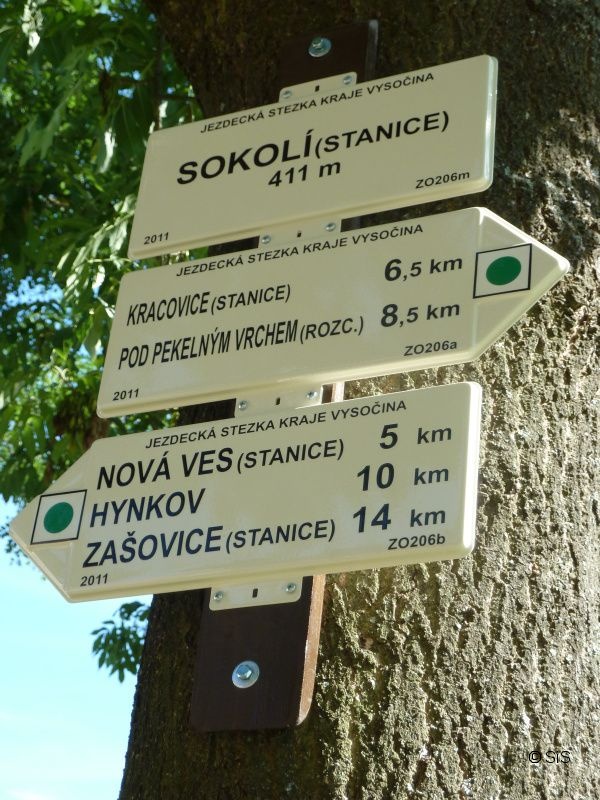 JEZDECKÁ STEZKA KRAJE VYSOČINA
SOKOLÍ (STANICE)
411 m
2011 ZO206m
JEZDECKÁ STEZKA KRAJE VYSOČINA
KRACOVICE (STANICE) 6,5 km
POD PEKELNÝM VRCHEM (ROZC.) 8,5 km
2011 ZO206a
JEZDECKÁ STEZKA KRAJE VYSOČINA
NOVÁ VES (STANICE) 5 km
HYNKOV 10 km
ZAŠOVICE (STANICE) 14 km
2011 ZO206b
© SIS